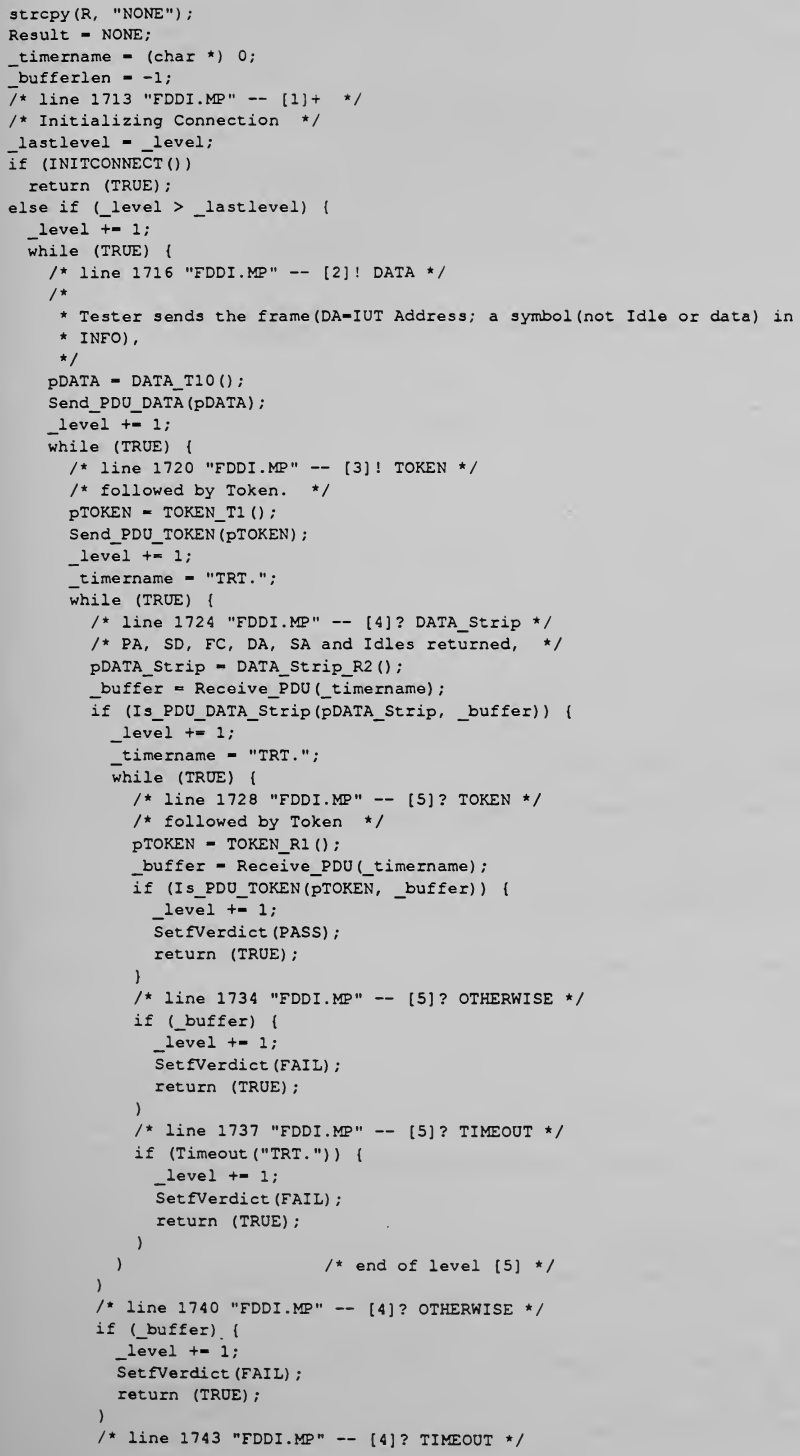 strcpy(R, "NONE");
Result = NONE;
_timername = (char *) 0;
_bufferlen = -1;
/* line 1713 "FDDI.MP" -- [1]+  */
/* Initializing Connection  */
_lastlevel = _level;
if (INITCONNECT())
  return (TRUE);
else if (_level > _lastlevel) {
  _level += 1;
  while (TRUE) {
    /* line 1716 "FDDI.MP" -- [2]! DATA */
    /*
     * Tester sends the frame(DA=IUT Address; a symbol(not Idle or data) in
     * INFO),
     */
    pDATA = DATA_T10();
    Send_PDU_DATA(pDATA);
    _level += 1;
    while (TRUE) {
      /* line 1720 "FDDI.MP" -- [3]! TOKEN */
      /* followed by Token.  */
      pTOKEN = TOKEN_T1();
      Send_PDU_TOKEN(pTOKEN);
      _level += 1;
      _timername = "TRT.";
      while (TRUE) {
        /* line 1724 "FDDI.MP" -- [4]? DATA_Strip */
        /* PA, SD, FC, DA, SA and Idles returned,  */
        pDATA_Strip = DATA_Strip_R2();
        _buffer = Receive_PDU(_timername);
        if (Is_PDU_DATA_Strip(pDATA_Strip, _buffer)) {
          _level += 1;
          _timername = "TRT.";
          while (TRUE) {
            /* line 1728 "FDDI.MP" -- [5]? TOKEN */
            /* followed by Token  */
            pTOKEN = TOKEN_R1();
            _buffer = Receive_PDU(_timername);
            if (Is_PDU_TOKEN(pTOKEN, _buffer)) {
              _level += 1;
              SetfVerdict(PASS);
              return (TRUE);
            }
            /* line 1734 "FDDI.MP" -- [5]? OTHERWISE */
            if (_buffer) {
              _level += 1;
              SetfVerdict(FAIL);
              return (TRUE);
            }
            /* line 1737 "FDDI.MP" -- [5]? TIMEOUT */
            if (Timeout("TRT.")) {
              _level += 1;
              SetfVerdict(FAIL);
              return (TRUE);
            }
          }                    /* end of level [5] */
        }
        /* line 1740 "FDDI.MP" -- [4]? OTHERWISE */
        if (_buffer) {
          _level += 1;
          SetfVerdict(FAIL);
          return (TRUE);
        }
        /* line 1743 "FDDI.MP" -- [4]? TIMEOUT */